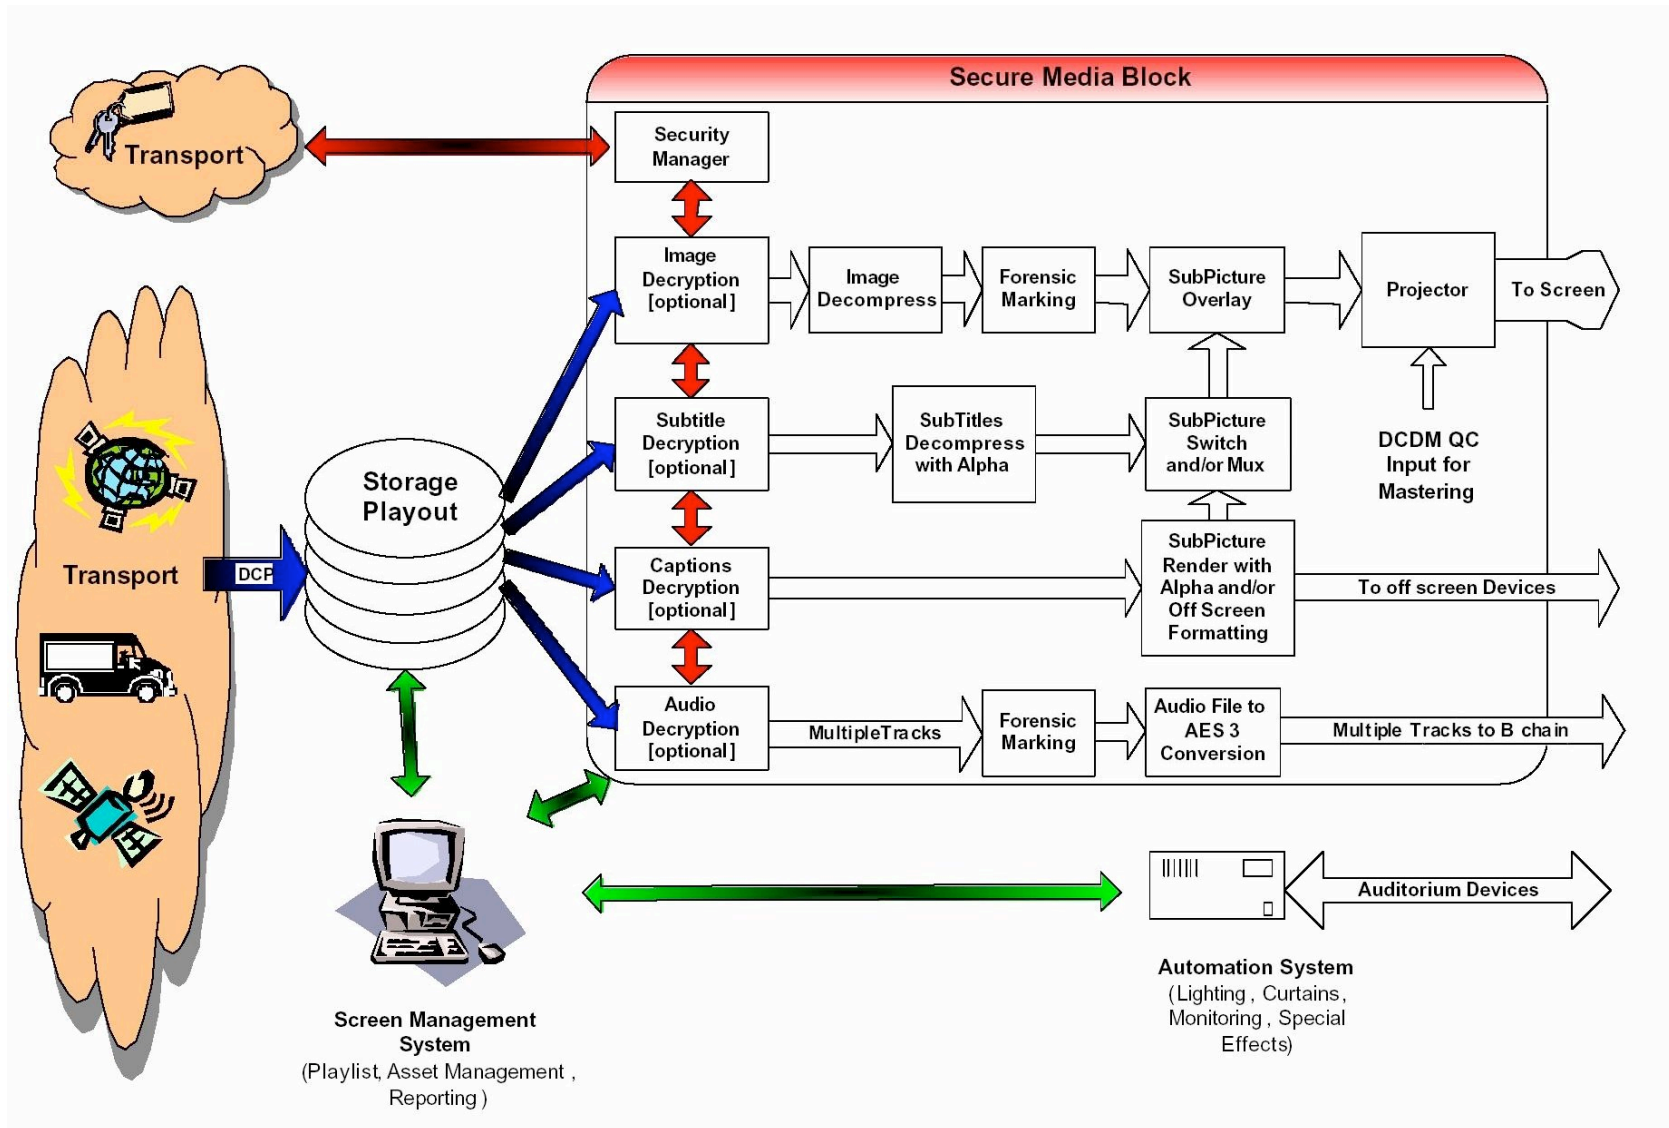 Secure Media Block
Transport
Security
Manager
Image
Decryption
[optional]
Image
Decompress
Forensic
Marking
SubPicture
Overlay
Projector
To Screen
Subtitle
Decryption
[optional]
SubTitles
Decompress
with Alpha
SubPicture
Switch
and/or Mux
DCDM QC
Input for
Mastering
Storage
Playout
Transport
DCP
Captions
Decryption
[optional]
SubPicture
Render with
Alpha and/or
Off Screen
Formatting
To off screen Devices
Audio
Decryption
[optional]
MultipleTracks
Forensic
Marking
Audio File to
AES 3
Conversion
Multiple Tracks to B chain
Auditorium Devices
Automation System
(Lighting , Curtains ,
Monitoring , Special
Effects)
Screen Management
System
(Playlist, Asset Management ,
Reporting )